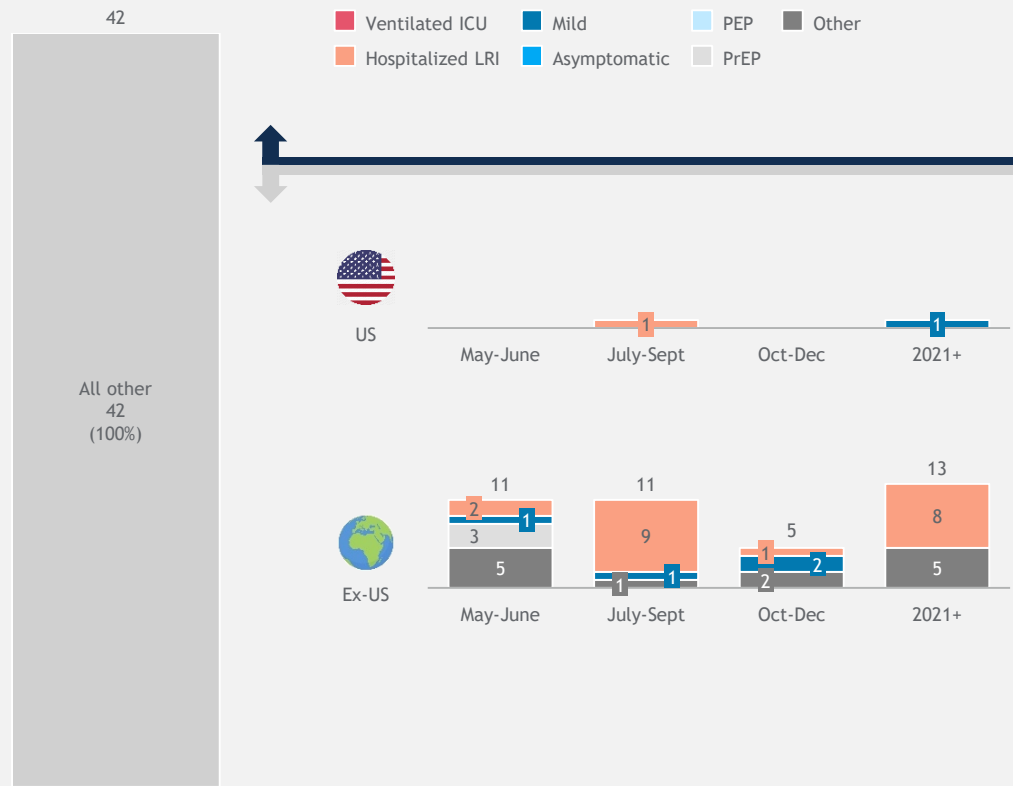 42
Ventilated ICU
Mild
PEP
Other
Hospitalized LRI
Asymptomatic
PrEP
All other
42
(100%)
US
1
1
May-June
July-Sept
Oct-Dec
2021+
Ex-US
11
2
1
3
5
11
9
1
1
5
1
2
2
13
8
5
May-June
July-Sept
Oct-Dec
2021+